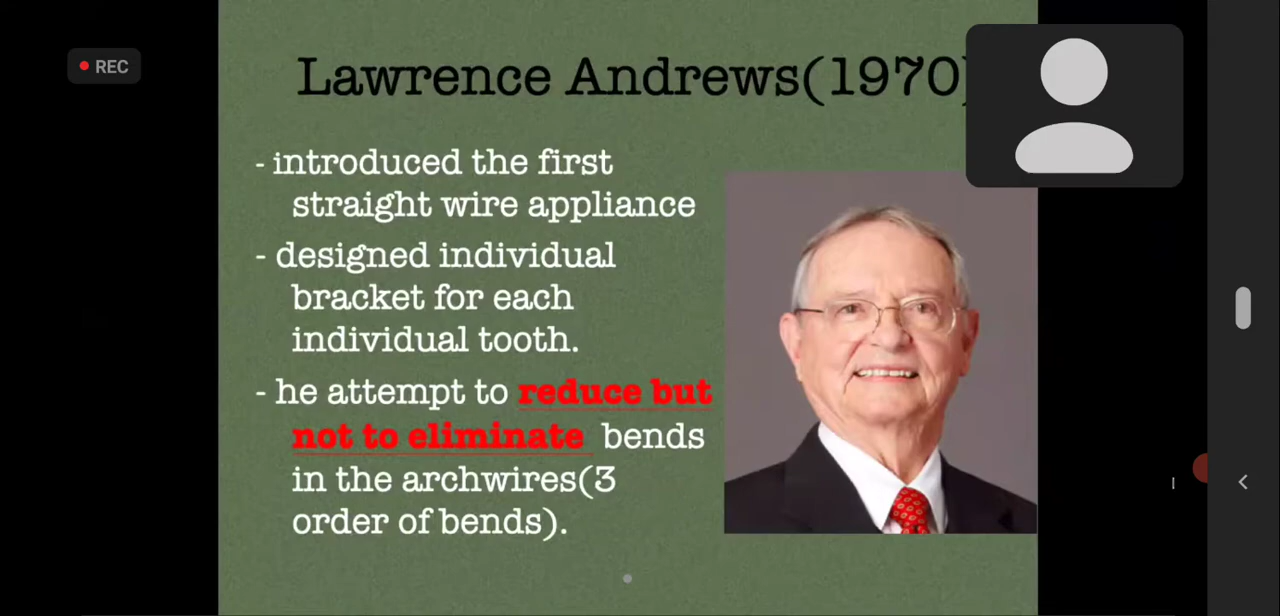 REC
Lawrence Andrews(1970)
- introduced the first
straight wire appliance
- designed individual
bracket for each
individual tooth.
- he attempt to reduce but
not to eliminate bends
in the archwires(3
order of bends).